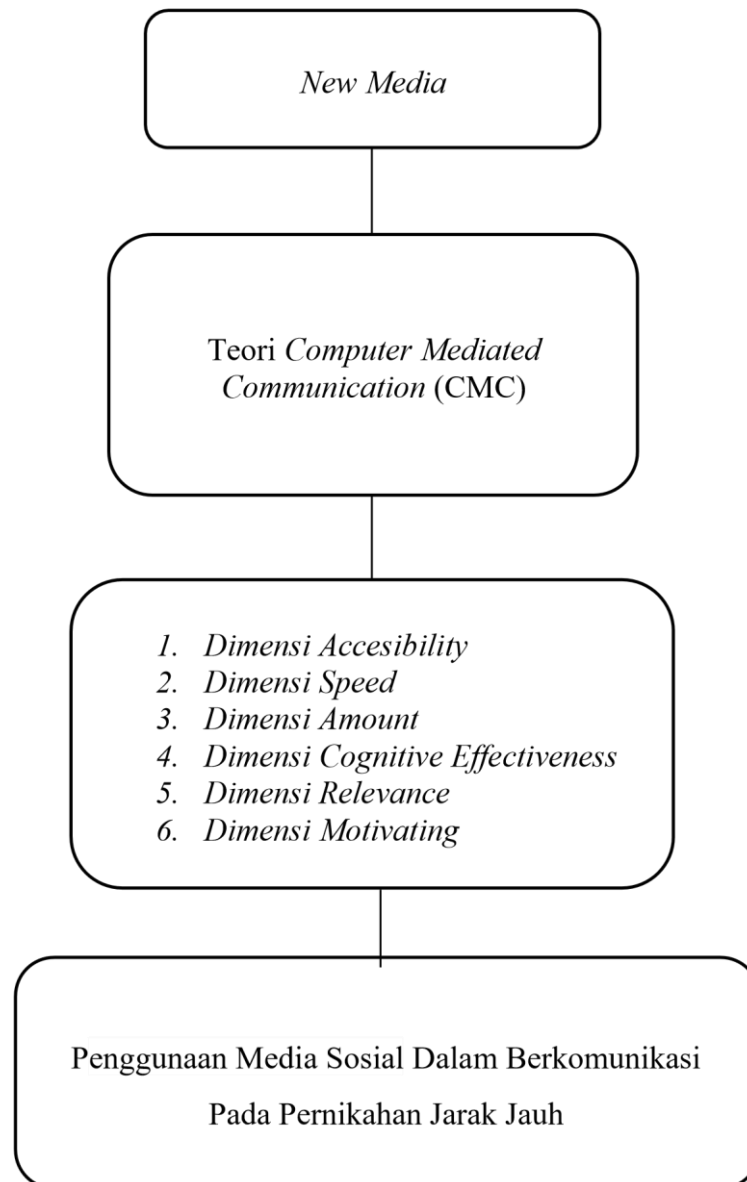 New Media
Teori Computer Mediated
Communication (CMC)
1. Dimensi Accesibility
2. Dimensi Speed
3. Dimensi Amount
4. Dimensi Cognitive Effectiveness
5. Dimensi Relevance
6. Dimensi Motivating
Penggunaan Media Sosial Dalam Berkomunikasi
Pada Pernikahan Jarak Jauh